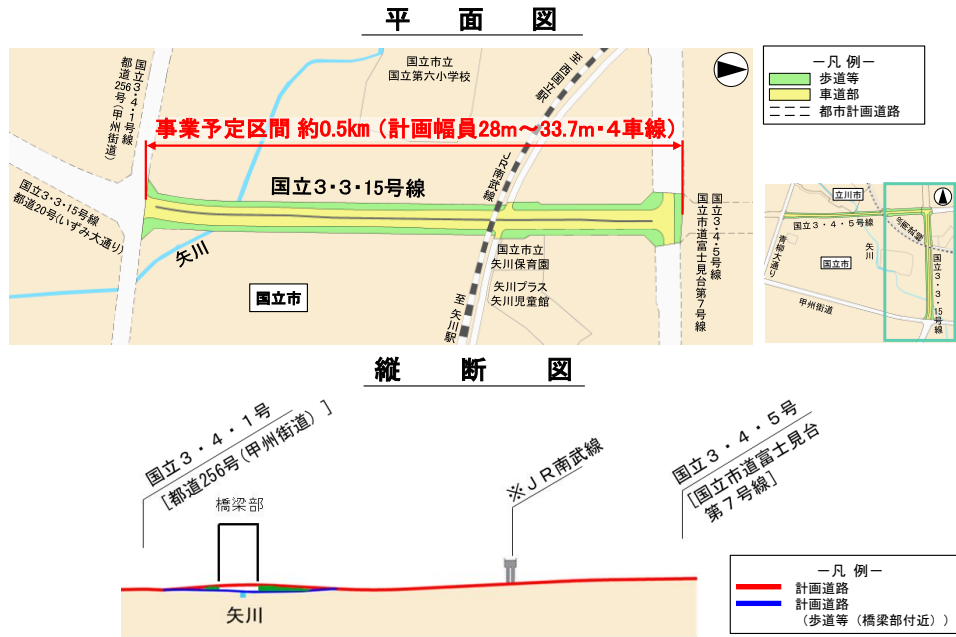 平 面 図
国立３・４・１号線
都道256号（甲州街道）
国立市立
国立第六小学校
至 西国立駅
－凡 例－
歩道等
車道部
都市計画道路
事業予定区間 約0.5㎞（計画幅員28ｍ～33.7ｍ・４車線）
国立３・３・15号線
ＪＲ南武線
国立３・３・15号線
都道20号（いずみ大通り）
矢川
国立市
国立市立
矢川保育園
矢川プラス
矢川児童館
至 矢川駅
国立３・４・５号線
国立市道富士見台第７号線
立川市
国立３・４・５号線
青柳大通り
矢川
国立市
国立３・３・15号線
甲州街道
縦 断 図
国立３・４・１号
［都道256号（甲州街道）］
橋梁部
※ＪＲ南武線
国立３・４・５号
［国立市道富士見台
第７号線］
矢川
－凡 例－
計画道路
計画道路
（歩道等（橋梁部付近））